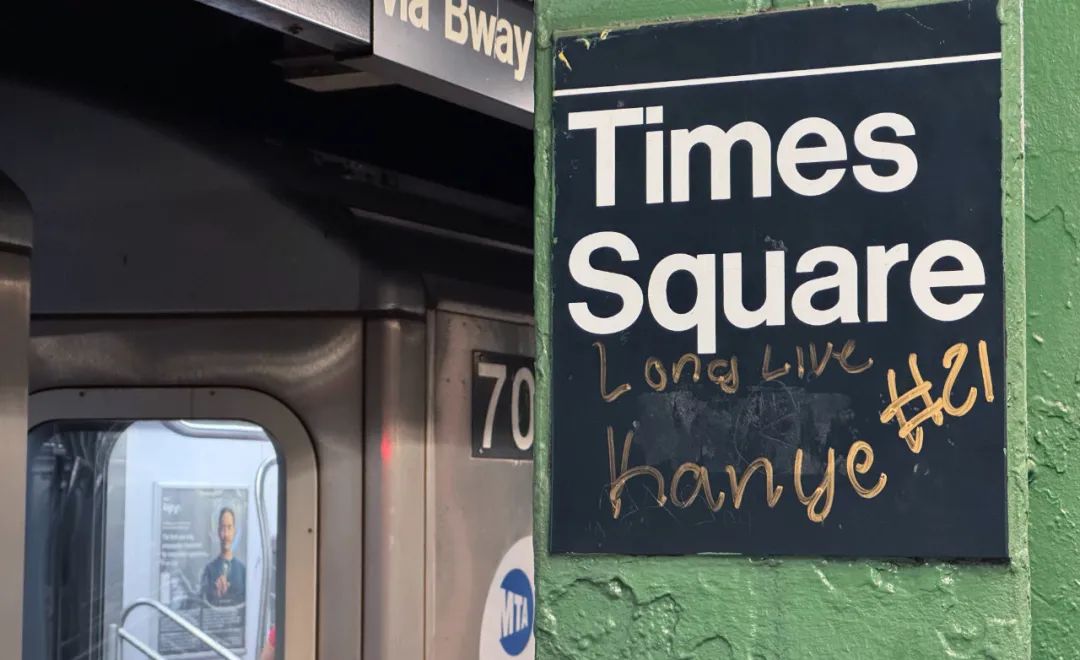 via Bway
Times
Square
Long Live
#21
Kanye
70
MTA